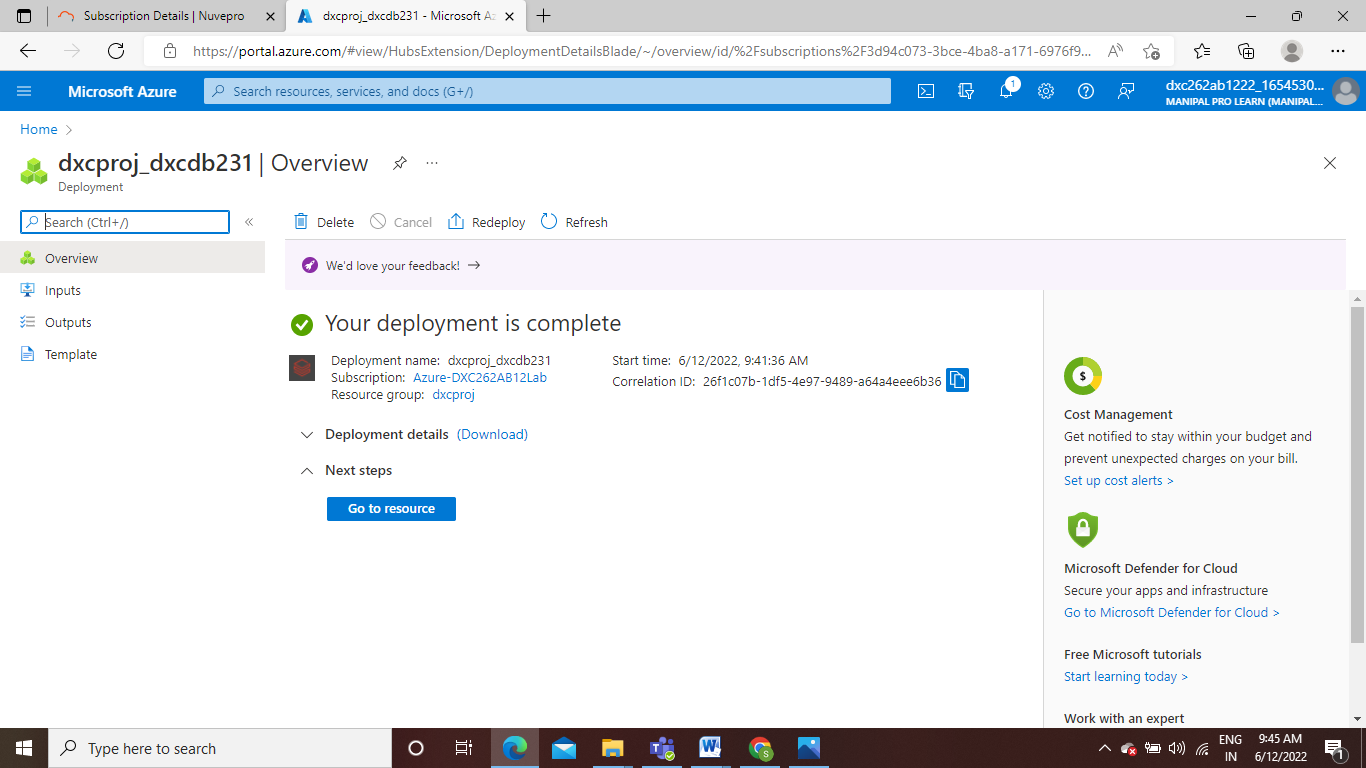 Subscription Details | Nuvepro
dxcproj_dxcdb231 - Microsoft Az
https://portal.azure.com/#view/HubsExtension/DeploymentDetailsBlade/~/overview/id/%2Fsubscriptions%2F3d94c073-3bce-4ba8-a171-6976f9...
Microsoft Azure
Search resources, services, and docs (G+/)
1
dxc262ab1222_1654530...
MANIPAL PRO LEARN (MANIPAL...
Home
dxcproj_dxcdb231 | Overview
Deployment
Search (Ctrl+/)
Delete
Cancel
Redeploy
Refresh
Overview
Inputs
Outputs
Template
We'd love your feedback! →
Your deployment is complete
Deployment name: dxcproj_dxcdb231
Subscription: Azure-DXC262AB12Lab
Resource group: dxcproj
Start time: 6/12/2022, 9:41:36 AM
Correlation ID: 26f1c07b-1df5-4e97-9489-a64a4eee6b36
Deployment details (Download)
Next steps
Go to resource
$
Cost Management
Get notified to stay within your budget and
prevent unexpected charges on your bill.
Set up cost alerts >
Microsoft Defender for Cloud
Secure your apps and infrastructure
Go to Microsoft Defender for Cloud >
Free Microsoft tutorials
Start learning today >
Work with an expert
Type here to search
ENG
IN
9:45 AM
6/12/2022
1